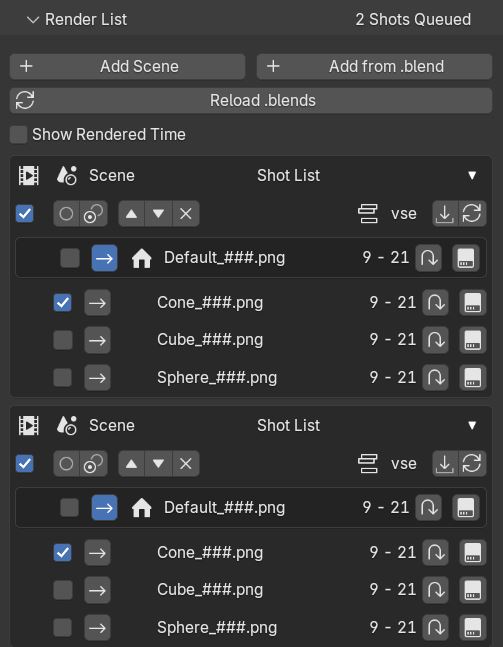 Render List 2 Shots Queued
Add Scene Add from .blend
Reload .blends
Show Rendered Time
Scene Shot List
vse
Default_###.png 9 - 21
Cone_###.png 9 - 21
Cube_###.png 9 - 21
Sphere_###.png 9 - 21
Scene Shot List
vse
Default_###.png 9 - 21
Cone_###.png 9 - 21
Cube_###.png 9 - 21
Sphere_###.png 9 - 21